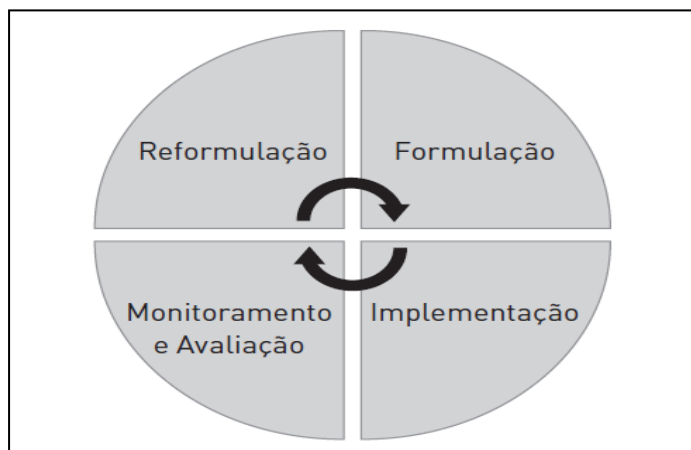 Reformulação
Formulação
Monitoramento
e Avaliação
Implementação